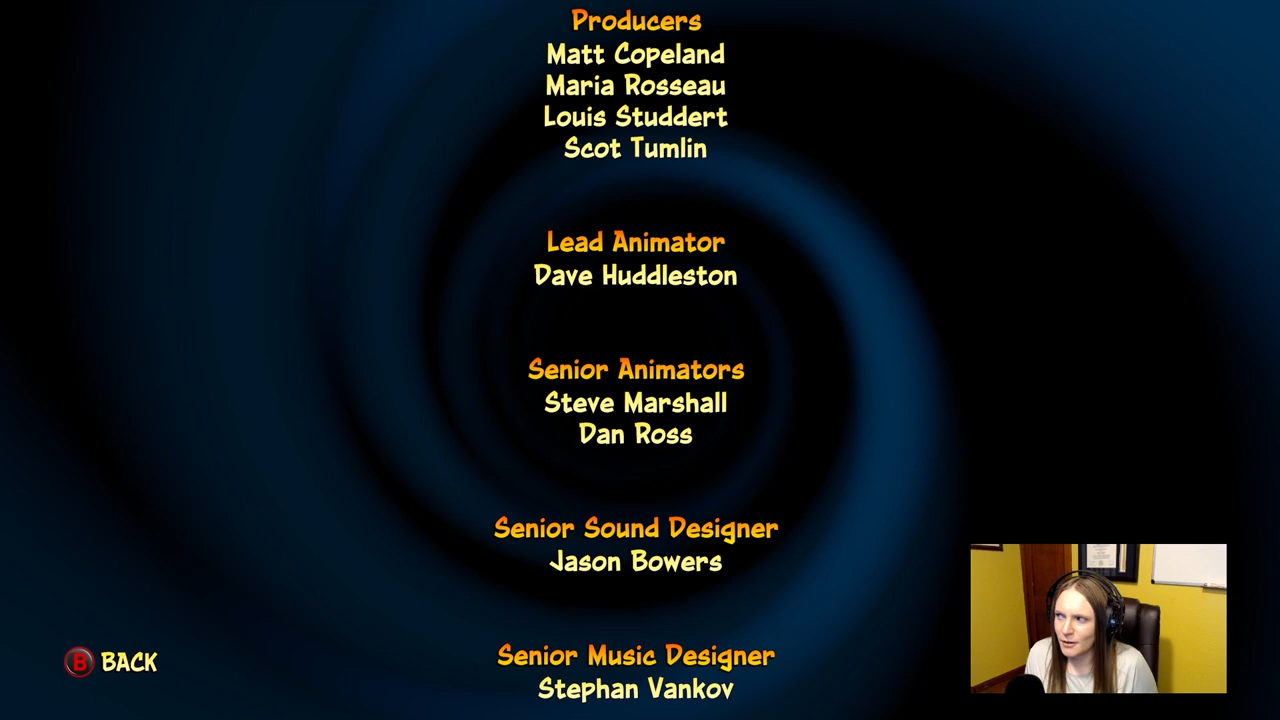 Producers
Matt Copeland
Maria Rosseau
Louis Studdert
Scot Tumlin
Lead Animator
Dave Huddleston
Senior Animators
Steve Marshall
Dan Ross
Senior Sound Designer
Jason Bowers
Senior Music Designer
Stephan Vankov
B BACK